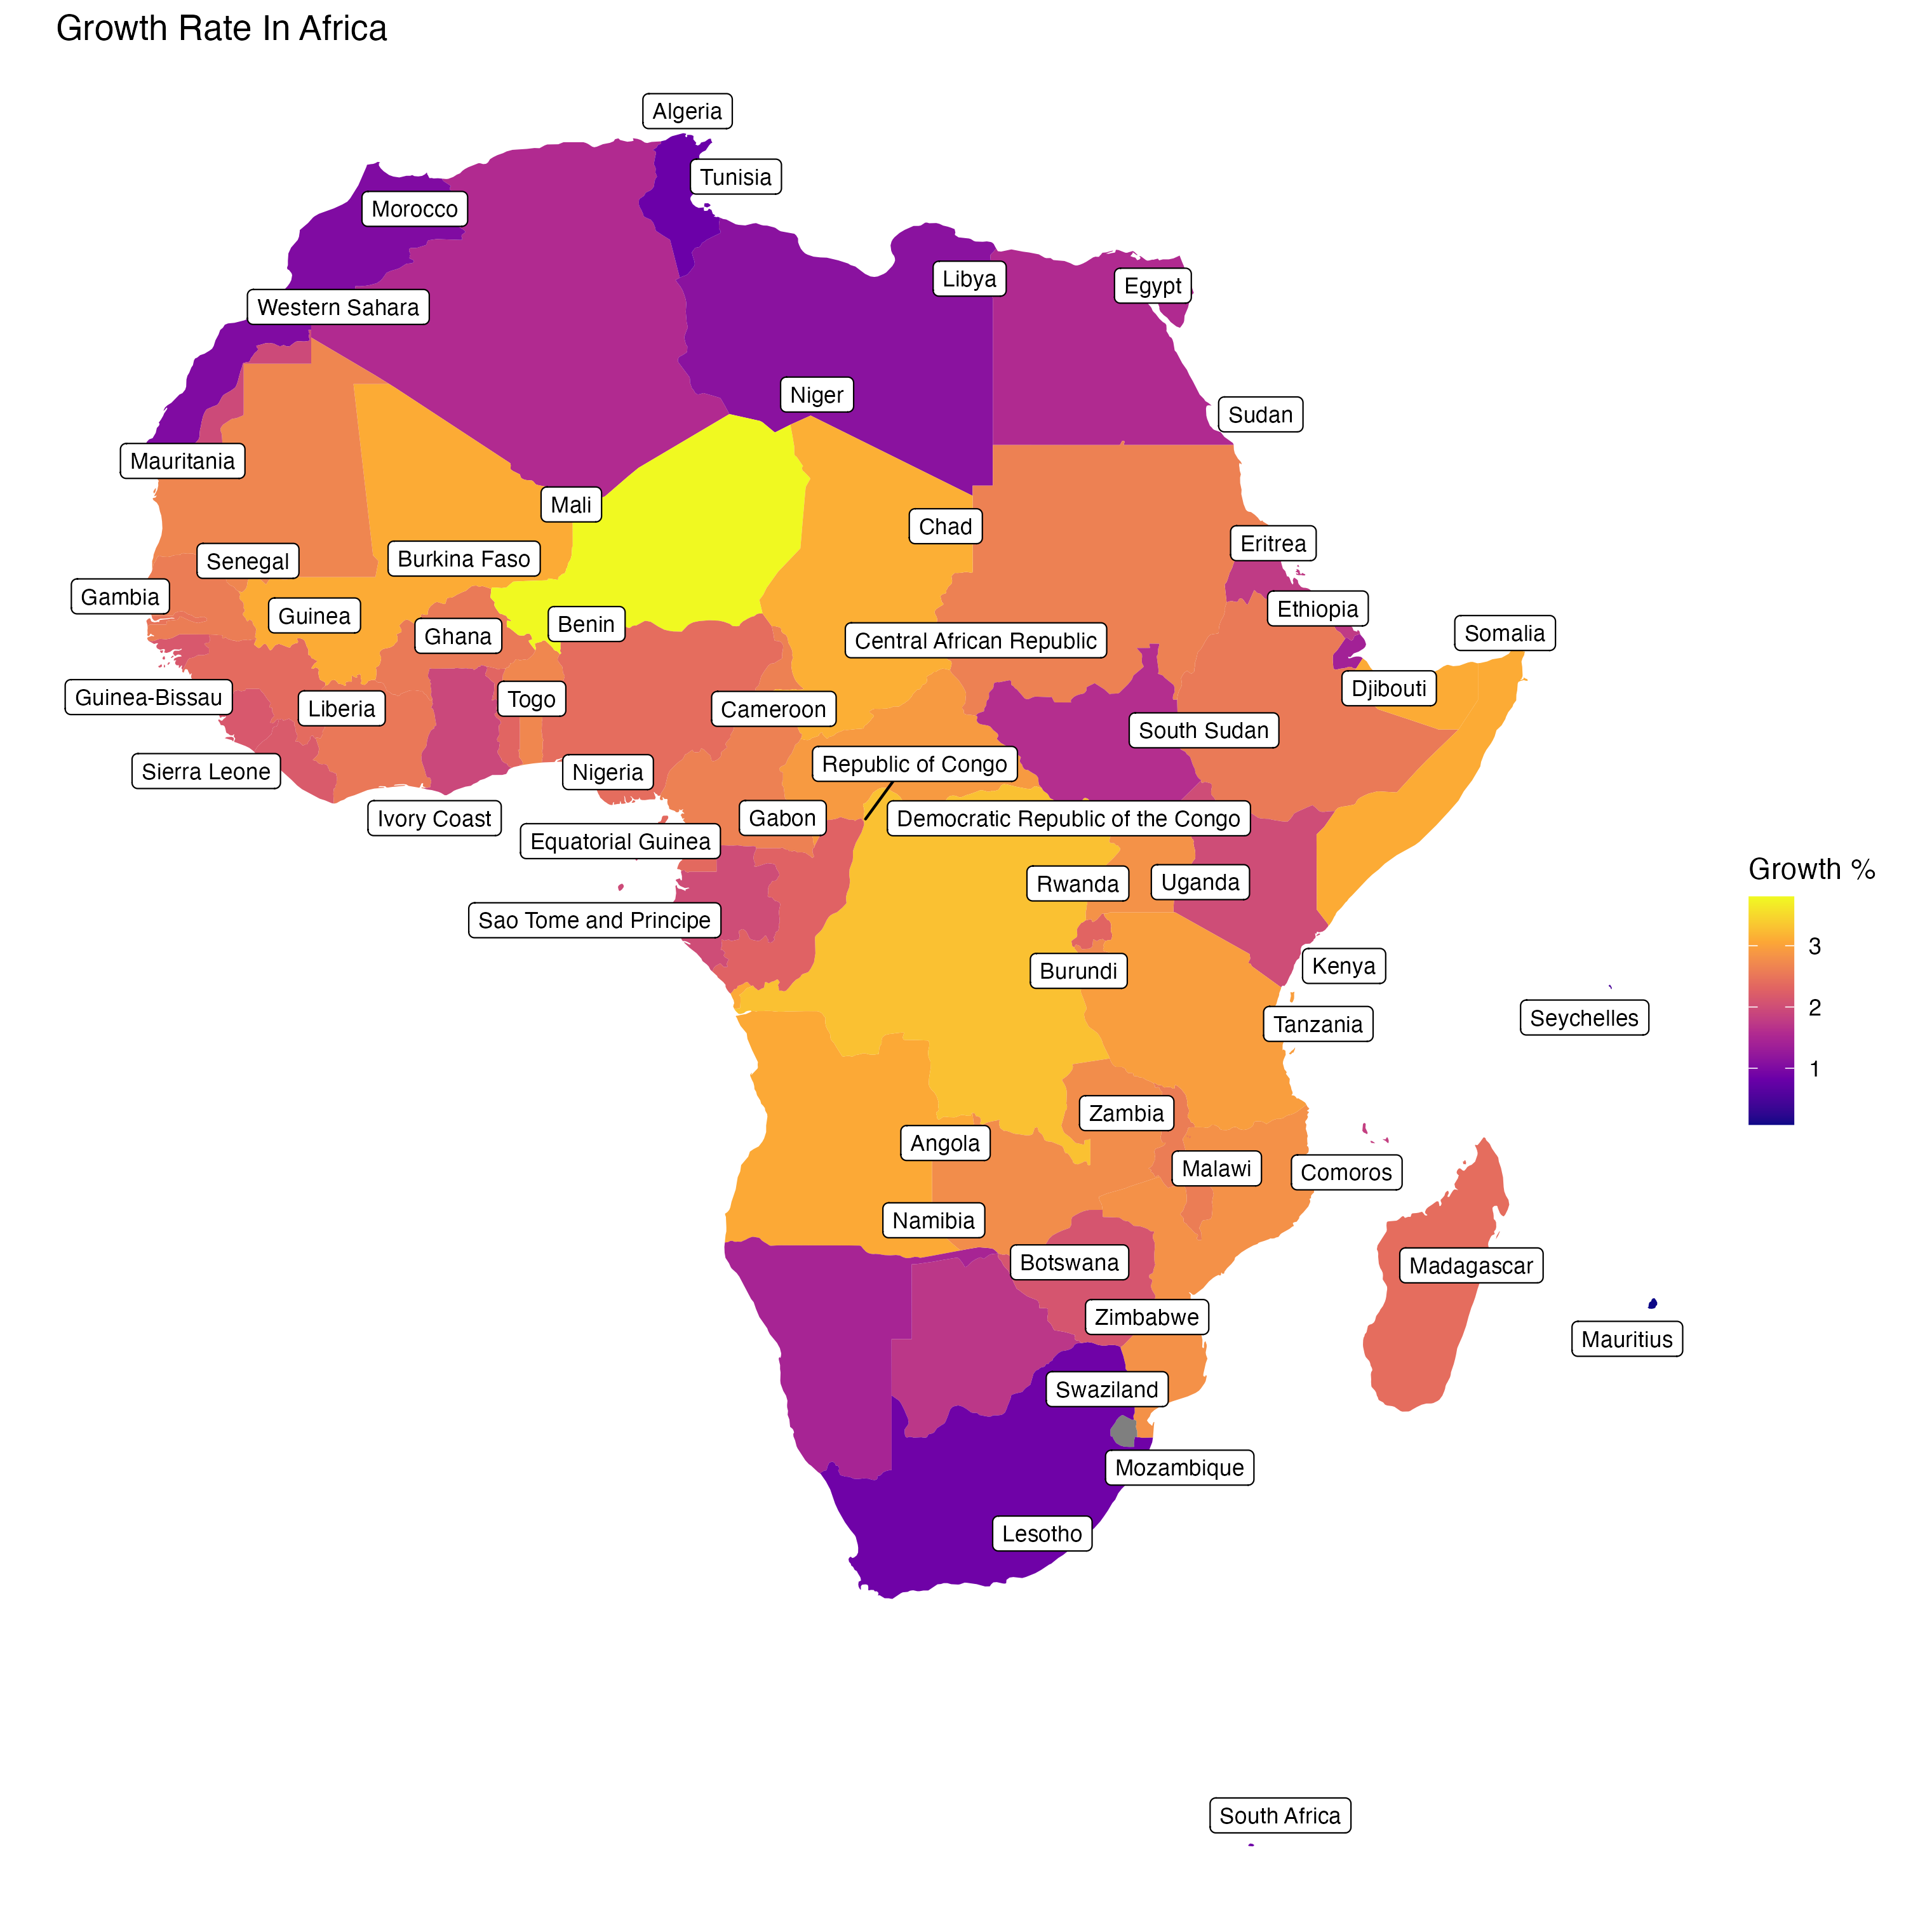 Growth Rate In Africa
Algeria
Tunisia
Morocco
Libya
Egypt
Western Sahara
Niger
Sudan
Mauritania
Mali
Chad
Eritrea
Senegal
Burkina Faso
Gambia
Guinea
Ethiopia
Benin
Ghana
Central African Republic
Somalia
Guinea-Bissau
Liberia
Togo
Cameroon
Djibouti
South Sudan
Sierra Leone
Nigeria
Republic of Congo
Ivory Coast
Gabon
Democratic Republic of the Congo
Equatorial Guinea
Growth %
Rwanda
Uganda
Sao Tome and Principe
3
Burundi
Kenya
2
Seychelles
Tanzania
1
Zambia
Angola
Malawi
Comoros
Namibia
Botswana
Madagascar
Zimbabwe
Mauritius
Swaziland
Mozambique
Lesotho
South Africa